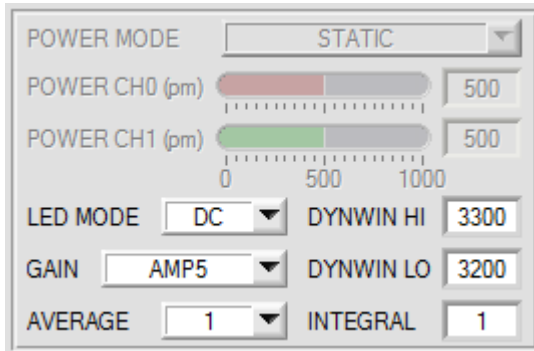 POWER MODE STATIC
POWER CH0 (pm) 500
POWER CH1 (pm) 500
0 500 1000
LED MODE DC DYNWIN HI 3300
GAIN AMP5 DYNWIN LO 3200
AVERAGE 1 INTEGRAL 1